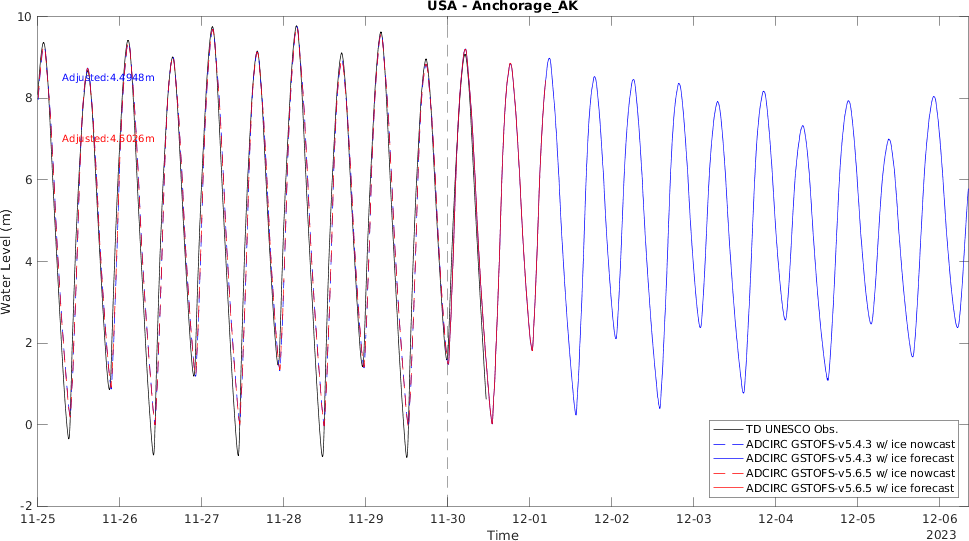 USA - Anchorage_AK
10
8
6
4
2
0
-2
Water Level (m)
Adjusted:4.4948m
Adjusted:4.5026m
TD UNESCO Obs.
ADCIRC GSTOFS-v5.4.3 w/ ice nowcast
ADCIRC GSTOFS-v5.4.3 w/ ice forecast
ADCIRC GSTOFS-v5.6.5 w/ ice nowcast
ADCIRC GSTOFS-v5.6.5 w/ ice forecast
11-25 11-26 11-27 11-28 11-29 11-30 12-01 12-02 12-03 12-04 12-05 12-06
Time
2023